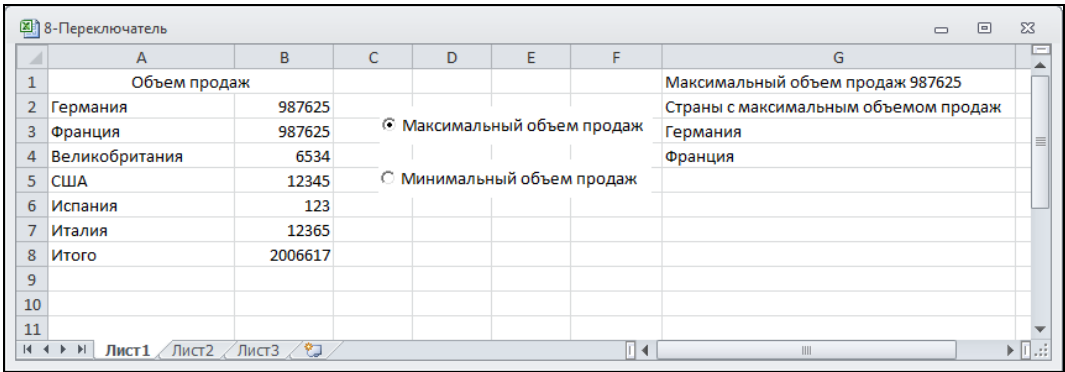 8-Переключатель
A B C D E F G
1 Объем продаж Максимальный объем продаж 987625
2 Германия 987625 Страны с максимальным объемом продаж
3 Франция 987625 Максимальный объем продаж Германия
4 Великобритания 6534 Франция
5 США 12345 Минимальный объем продаж
6 Испания 123
7 Италия 12365
8 Итого 2006617
9
10
11
Лист1 Лист2 Лист3